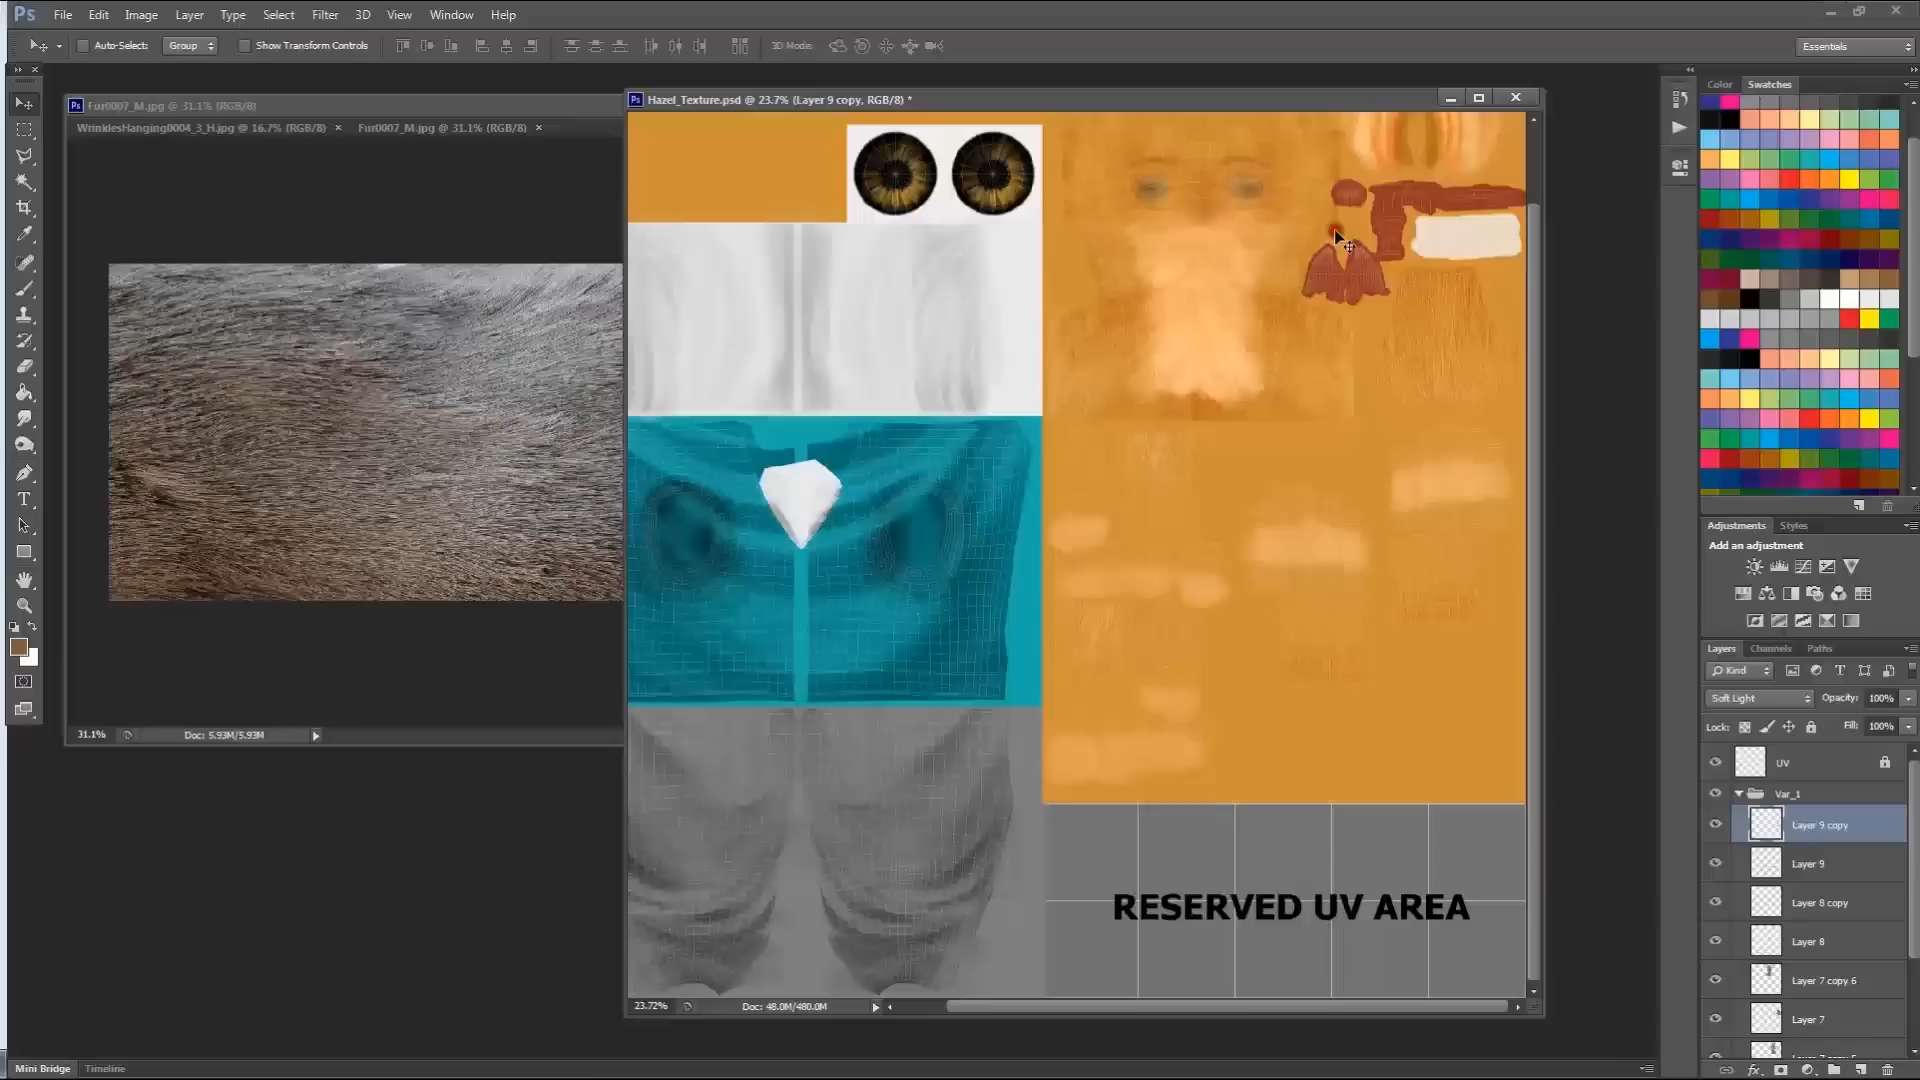 Ps File Edit Image Layer Type Select Filter 3D View Window Help
Auto-Select: Group Show Transform Controls 3D Mode: Essentials
Ps Fur0007_M.jpg @ 31.1% (RGB/8)
WrinklesHanging0004_3_H.jpg @ 16.7% (RGB/8) × Fur0007_M.jpg @ 31.1% (RGB/8) ×
31.1% Doc: 5.93M/5.93M
Ps Hazel_Texture.psd @ 23.7% (Layer 9 copy, RGB/8) *
RESERVED UV AREA
23.72% Doc: 48.0M/480.0M
Color Swatches
Adjustments Styles
Add an adjustment
Layers Channels Paths
Kind
Soft Light Opacity: 100%
Lock: Fill: 100%
UV
Var_1
Layer 9 copy
Layer 9
Layer 8 copy
Layer 8
Layer 7 copy 6
Layer 7
Mini Bridge Timeline